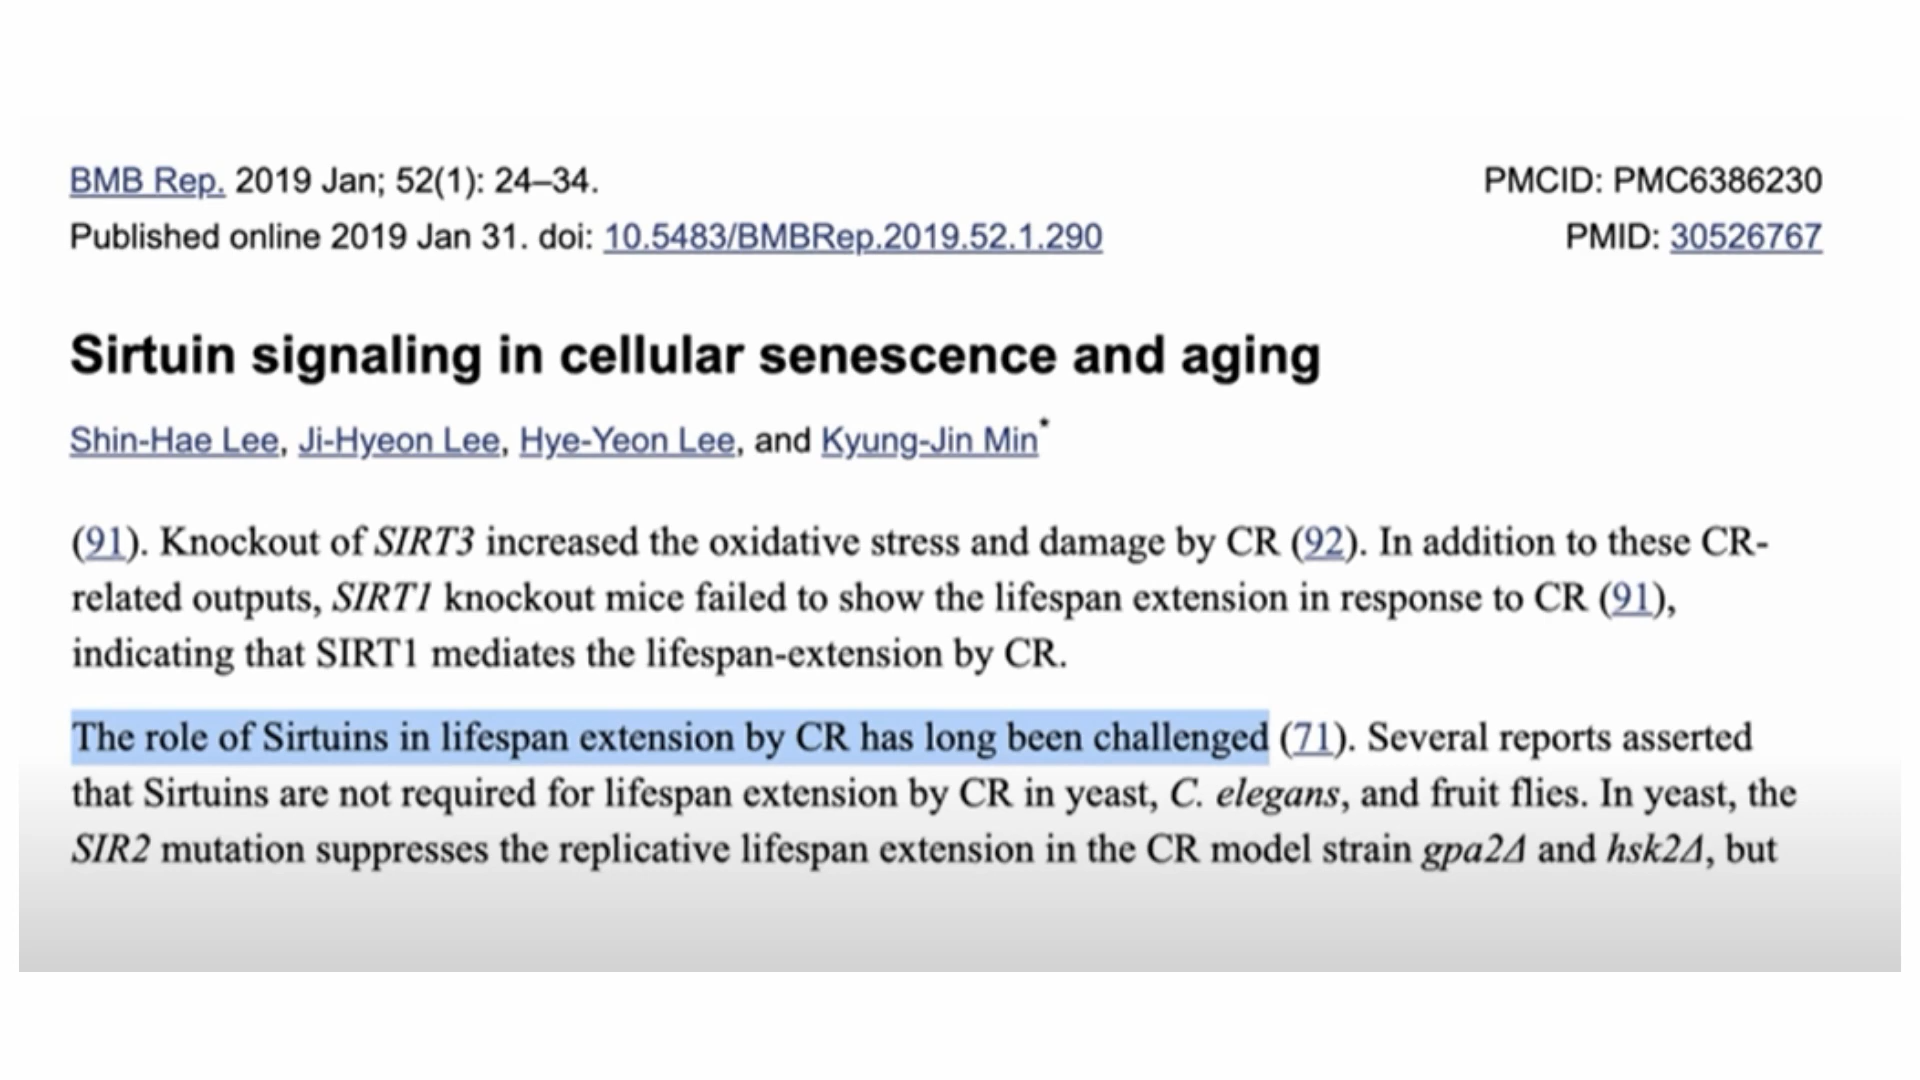 BMB Rep. 2019 Jan; 52(1): 24–34.
PMCID: PMC6386230
Published online 2019 Jan 31. doi: 10.5483/BMBRep.2019.52.1.290
PMID: 30526767
Sirtuin signaling in cellular senescence and aging
Shin-Hae Lee, Ji-Hyeon Lee, Hye-Yeon Lee, and Kyung-Jin Min*
(91). Knockout of SIRT3 increased the oxidative stress and damage by CR (92). In addition to these CR-
related outputs, SIRT1 knockout mice failed to show the lifespan extension in response to CR (91),
indicating that SIRT1 mediates the lifespan-extension by CR.
The role of Sirtuins in lifespan extension by CR has long been challenged (71). Several reports asserted
that Sirtuins are not required for lifespan extension by CR in yeast, C. elegans, and fruit flies. In yeast, the
SIR2 mutation suppresses the replicative lifespan extension in the CR model strain gpa2Δ and hsk2Δ, but